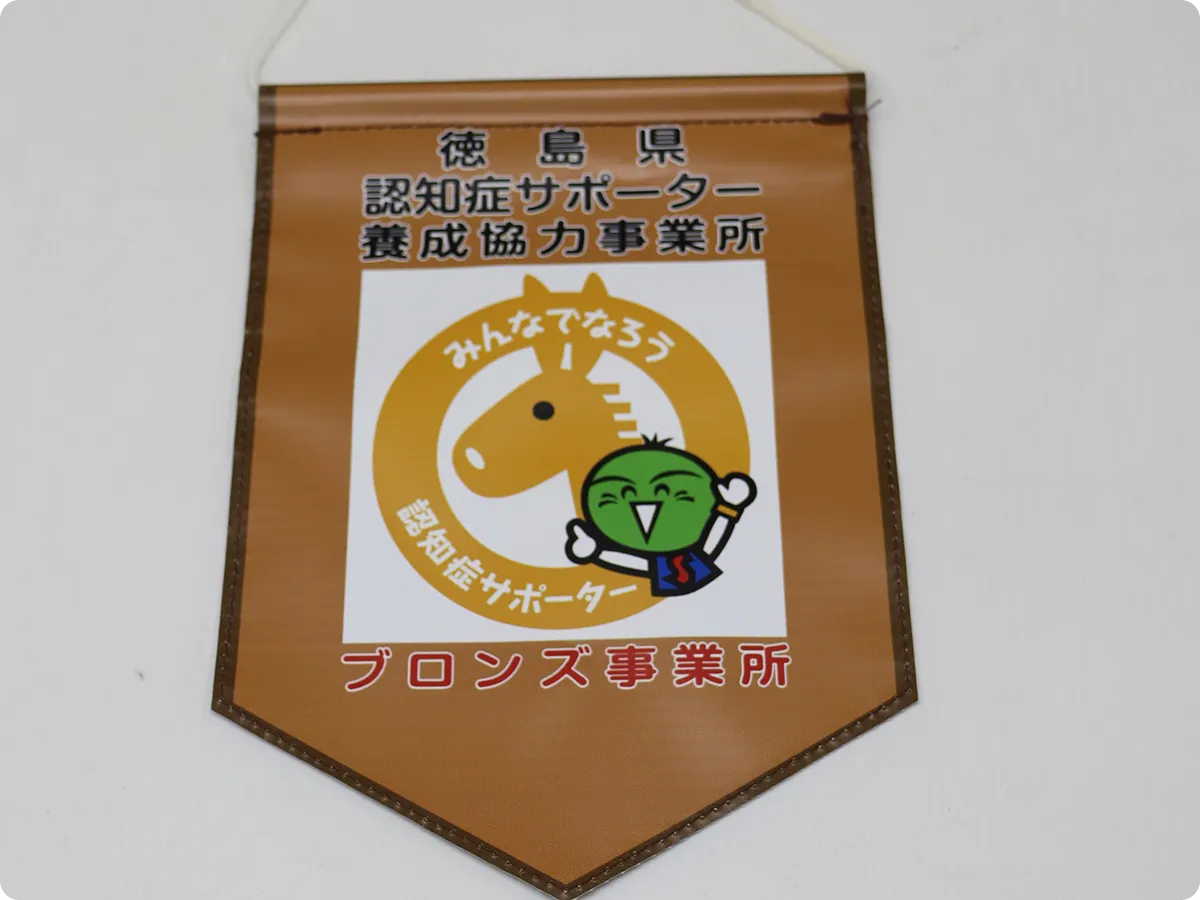 徳島県
認知症サポーター
養成協力事業所
みんなでなろう
認知症サポーター
ブロンズ事業所